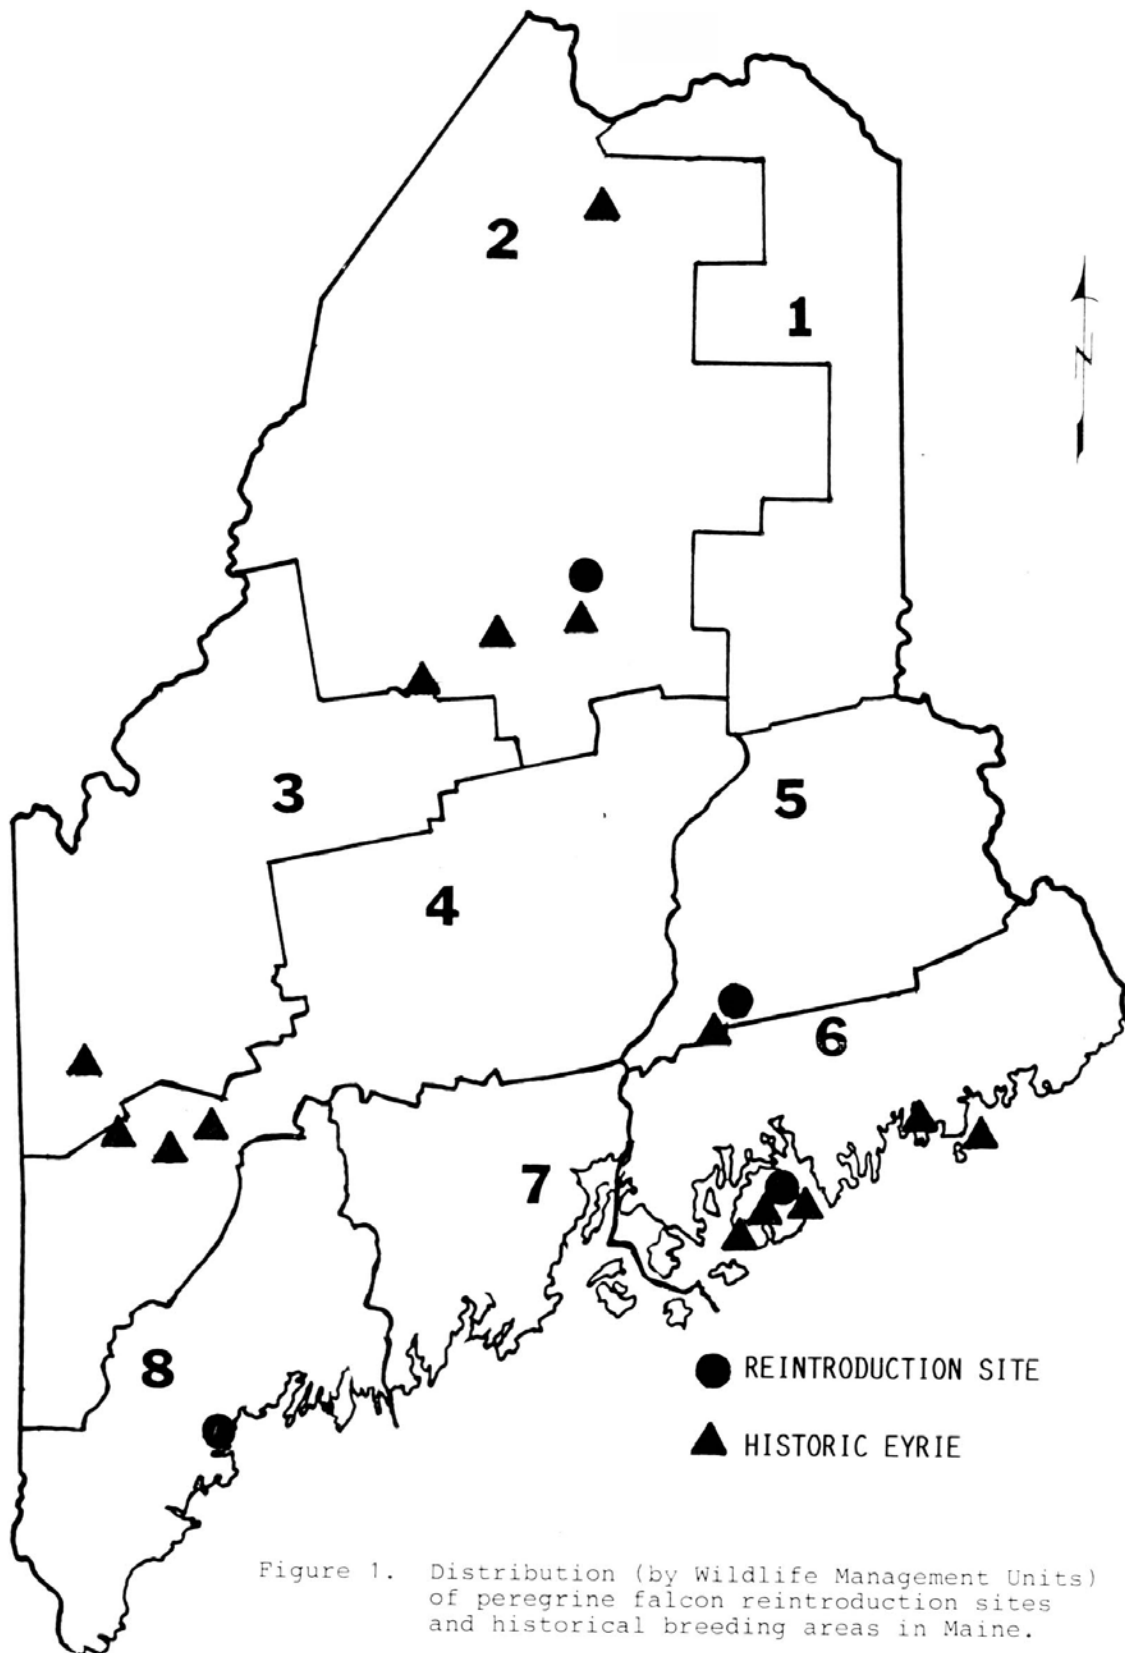 2
1
N
3
5
4
6
7
8
REINTRODUCTION SITE
HISTORIC EYRIE
Figure 1. Distribution (by Wildlife Management Units)
of peregrine falcon reintroduction sites
and historical breeding areas in Maine.